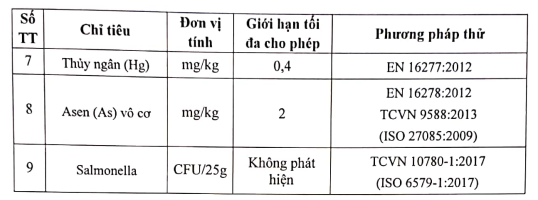 Số TT | Chỉ tiêu | Đơn vị tính | Giới hạn tối đa cho phép | Phương pháp thử
7 | Thủy ngân (Hg) | mg/kg | 0,4 | EN 16277:2012
8 | Asen (As) vô cơ | mg/kg | 2 | EN 16278:2012
TCVN 9588:2013
(ISO 27085:2009)
9 | Salmonella | CFU/25g | Không phát hiện | TCVN 10780-1:2017
(ISO 6579-1:2017)